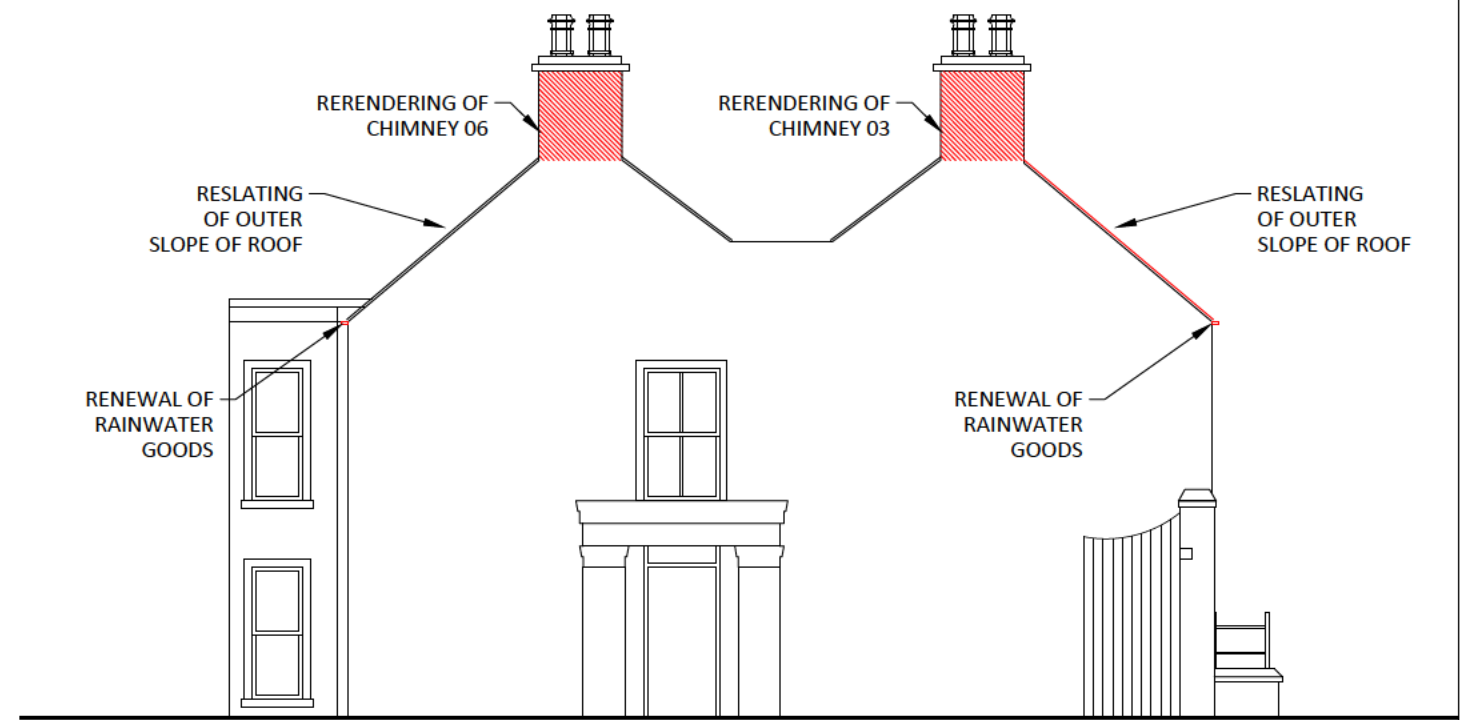 RERENDERING OF
CHIMNEY 06
RERENDERING OF
CHIMNEY 03
RESLATING
OF OUTER
SLOPE OF ROOF
RESLATING
OF OUTER
SLOPE OF ROOF
RENEWAL OF
RAINWATER
GOODS
RENEWAL OF
RAINWATER
GOODS